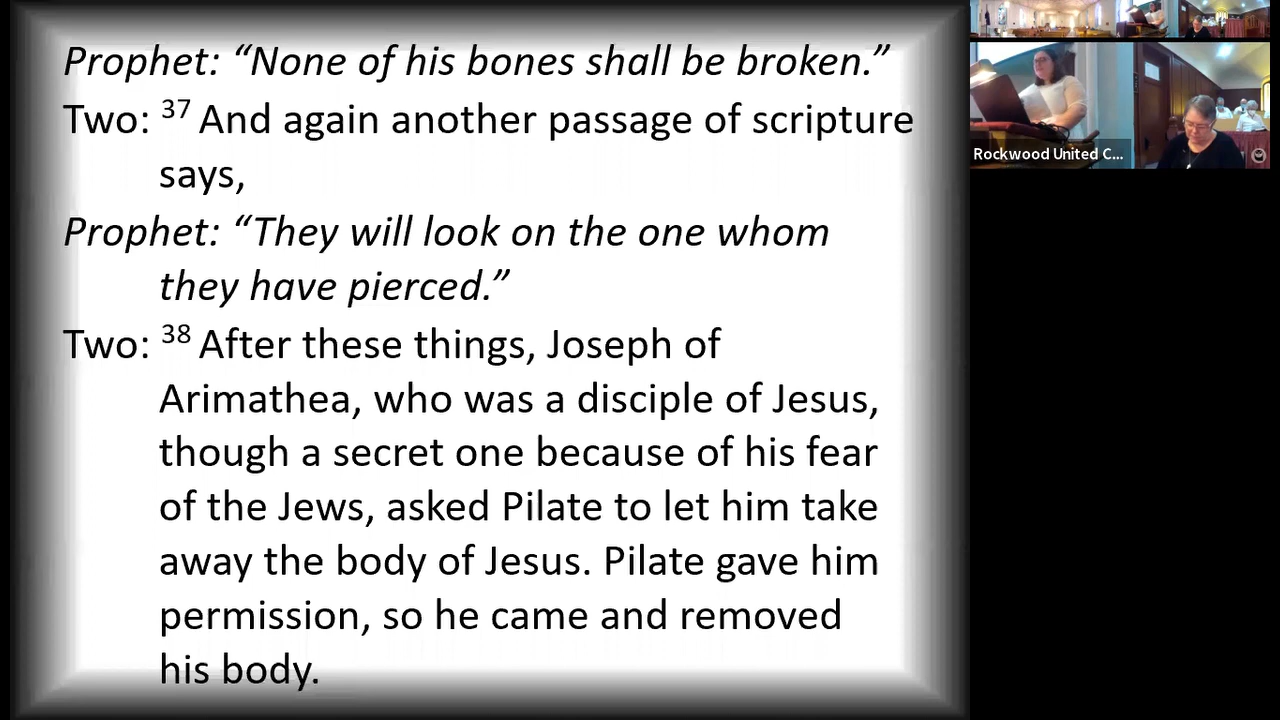 Prophet: “None of his bones shall be broken.”
Two: 37 And again another passage of scripture
says,
Prophet: “They will look on the one whom
they have pierced.”
Two: 38 After these things, Joseph of
Arimathea, who was a disciple of Jesus,
though a secret one because of his fear
of the Jews, asked Pilate to let him take
away the body of Jesus. Pilate gave him
permission, so he came and removed
his body.
Rockwood United C...